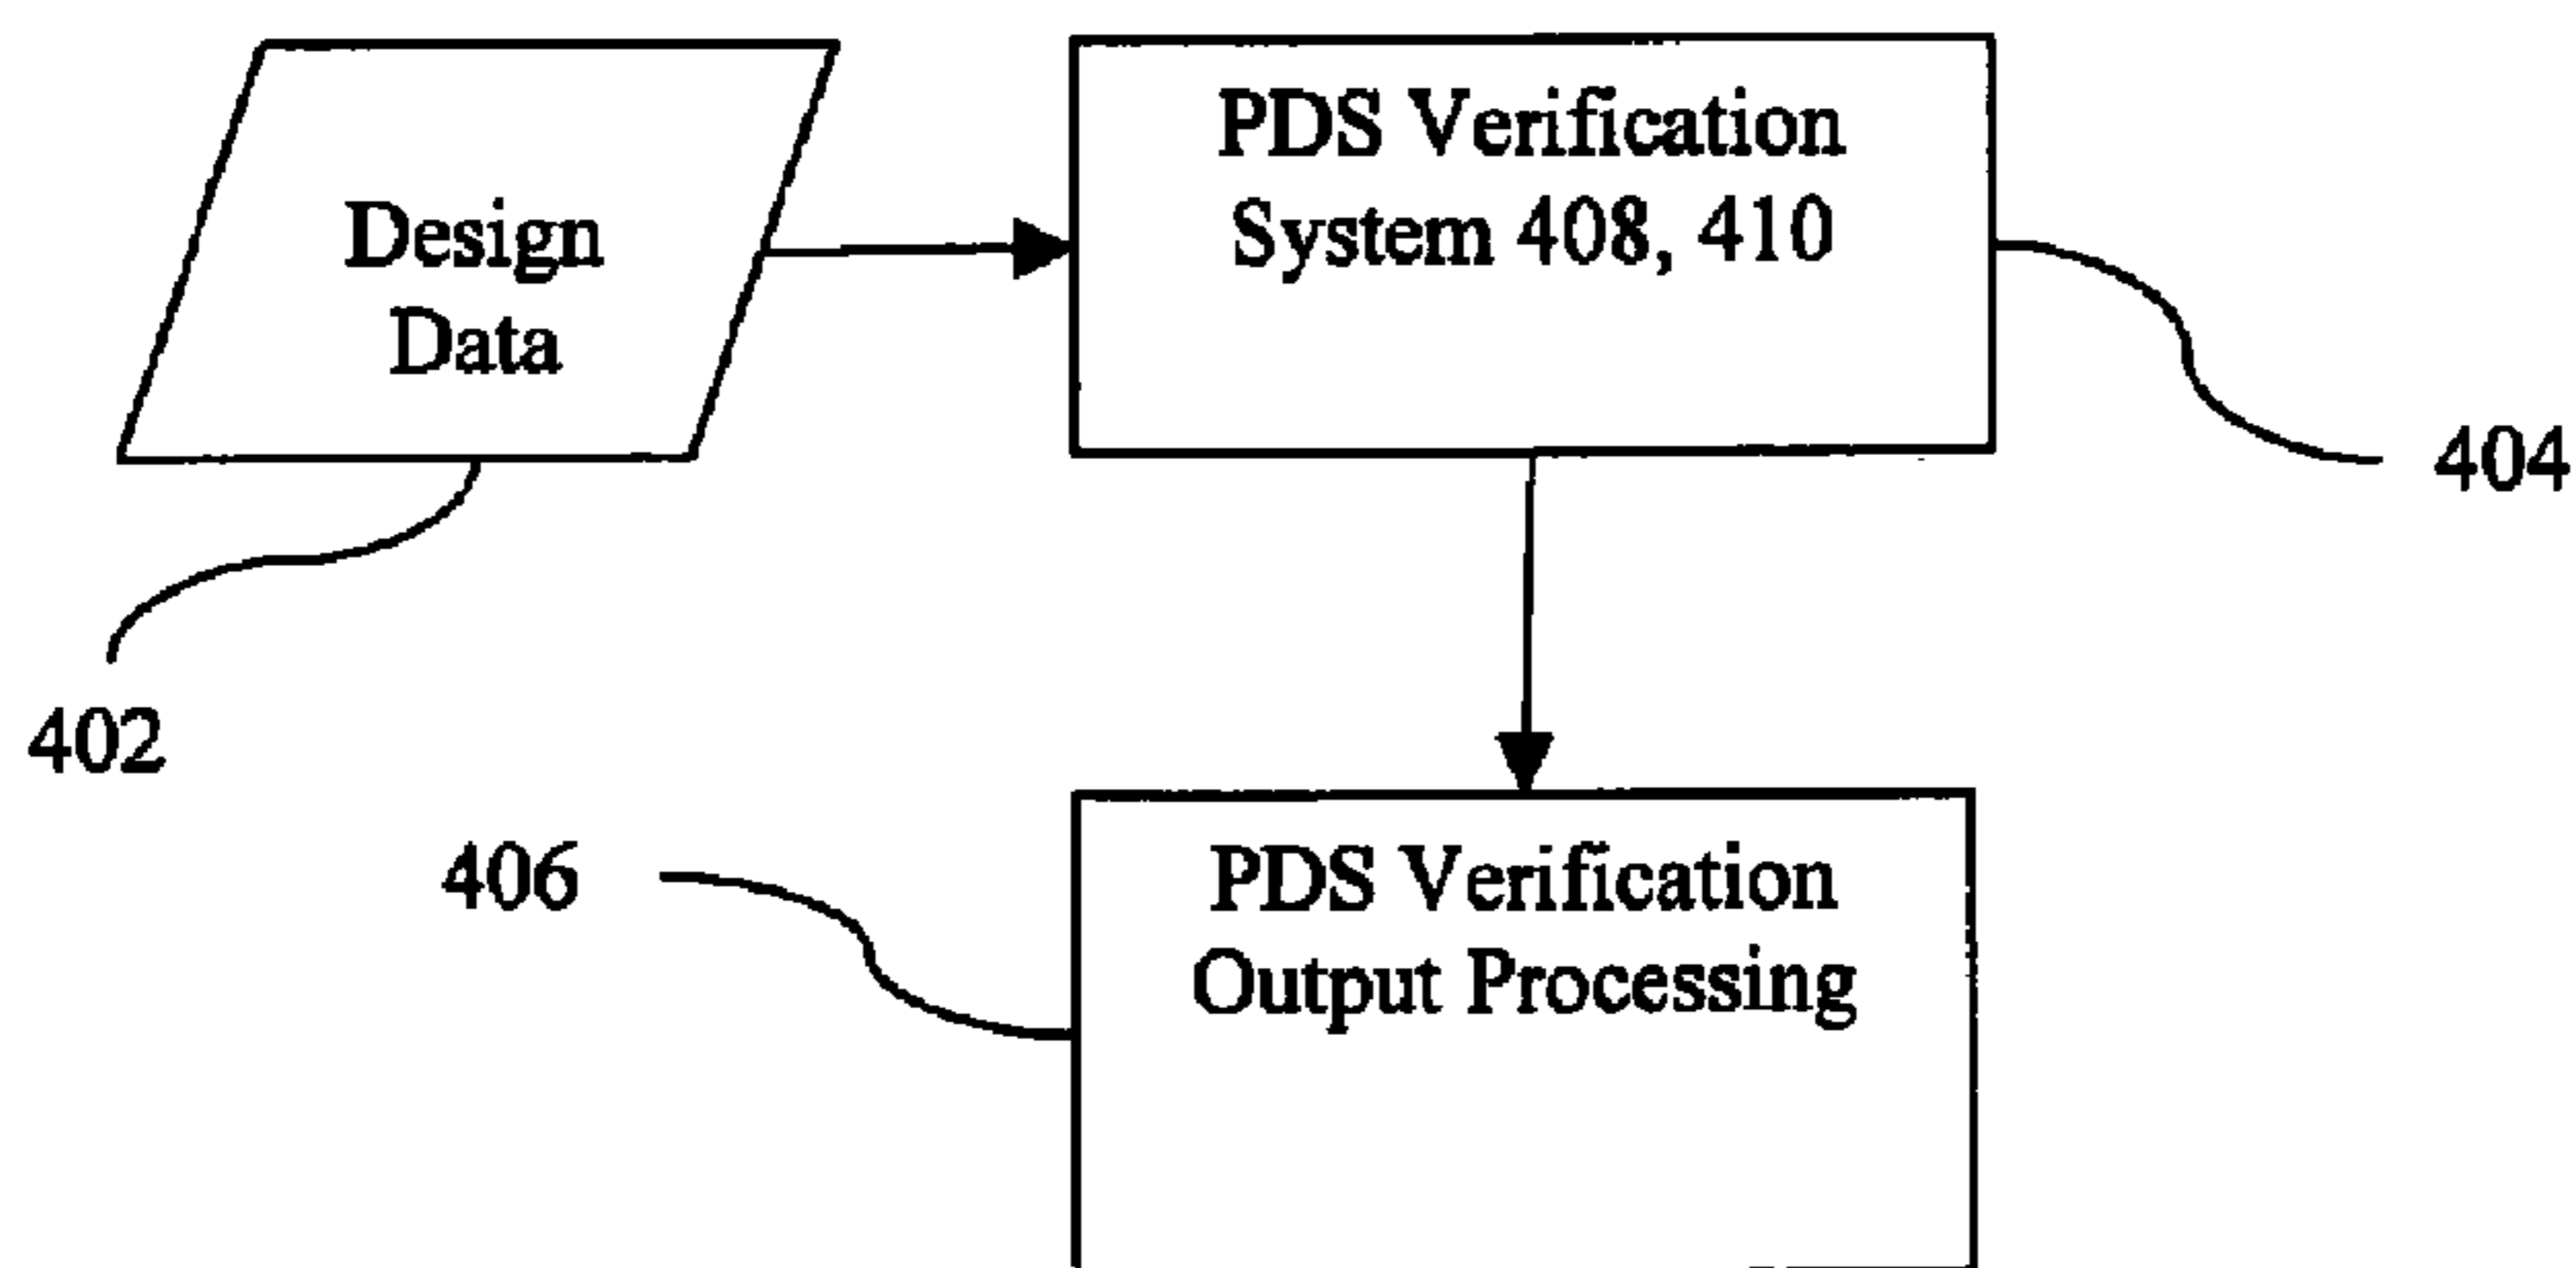 Design
Data
PDS Verification
System 408, 410
404
402
406
PDS Verification
Output Processing